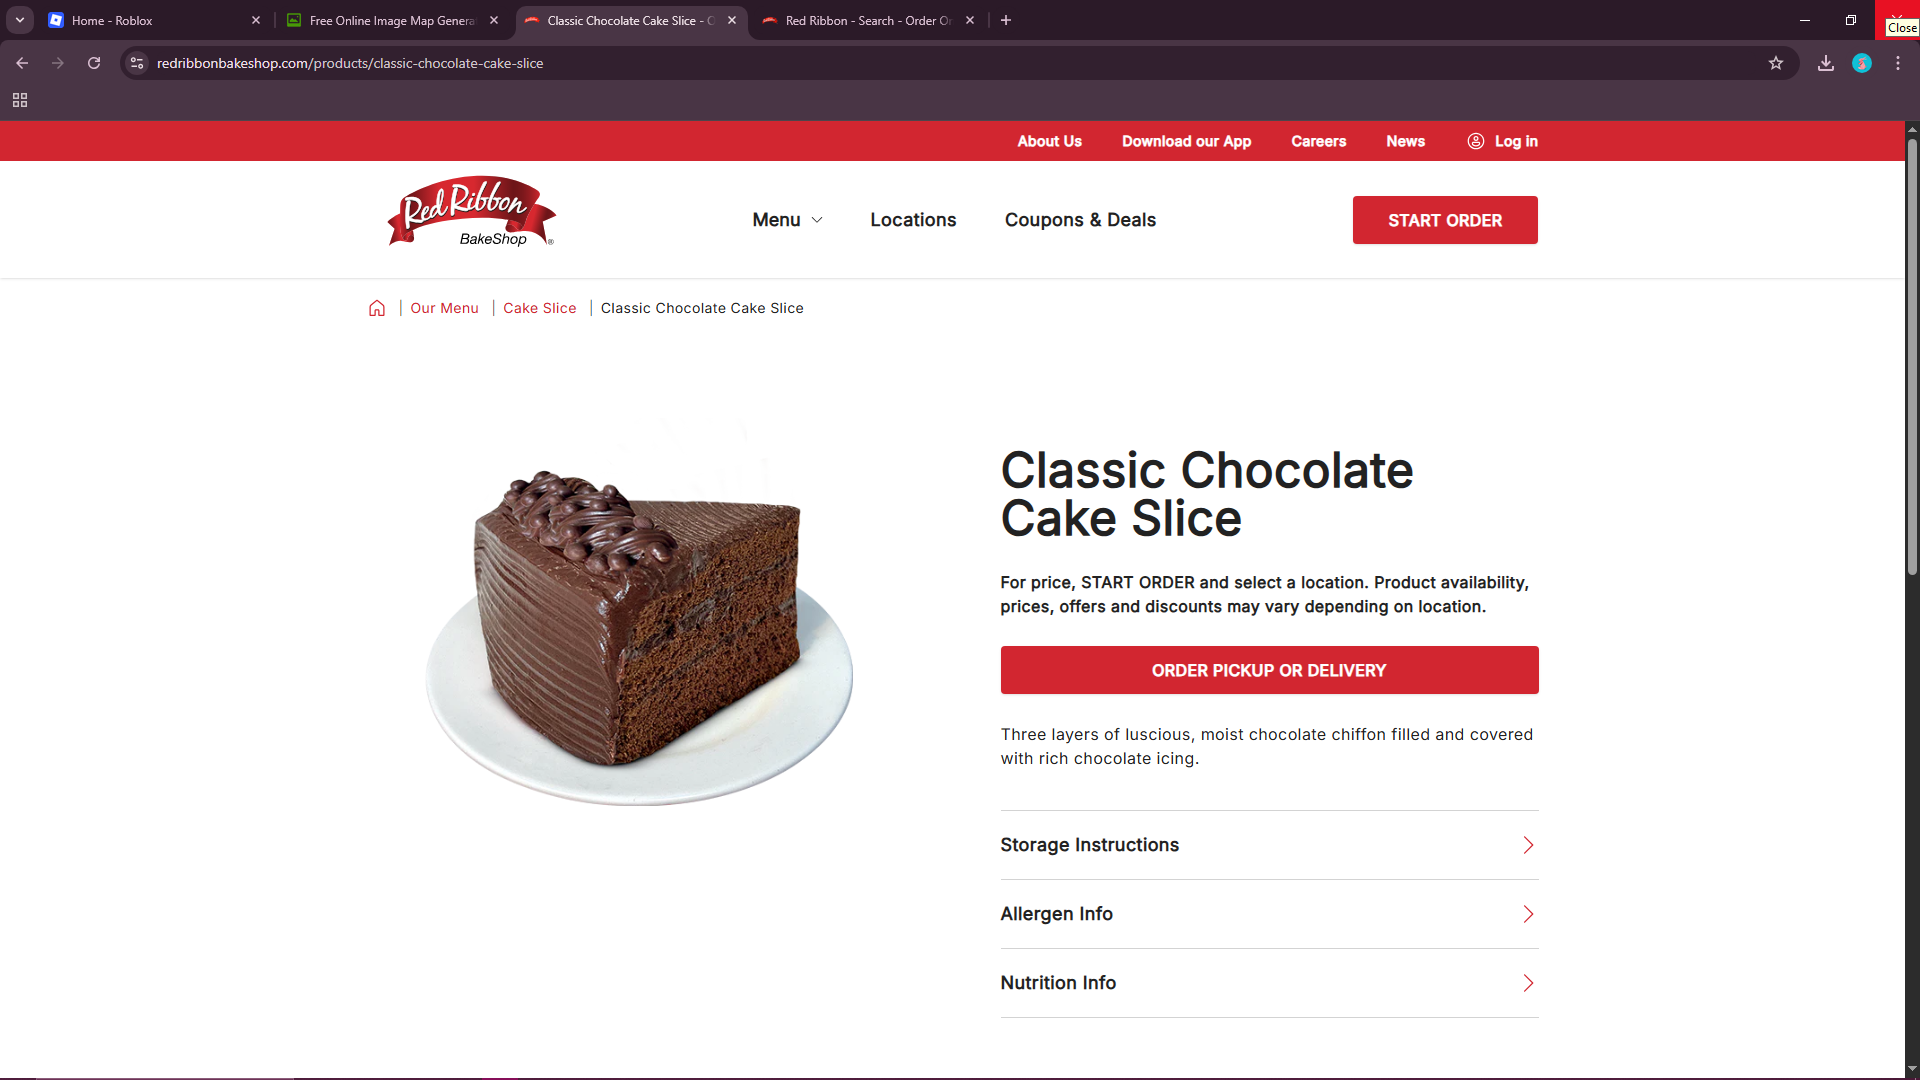 Home - Roblox
Free Online Image Map Genera
Classic Chocolate Cake Slice - O
Red Ribbon - Search - Order On
Close
redribbonbakeshop.com/products/classic-chocolate-cake-slice
About Us
Download our App
Careers
News
Log in
Red Ribbon
BakeShop®
Menu
Locations
Coupons & Deals
START ORDER
Our Menu
Cake Slice
Classic Chocolate Cake Slice
Classic Chocolate
Cake Slice
For price, START ORDER and select a location. Product availability,
prices, offers and discounts may vary depending on location.
ORDER PICKUP OR DELIVERY
Three layers of luscious, moist chocolate chiffon filled and covered
with rich chocolate icing.
Storage Instructions
Allergen Info
Nutrition Info